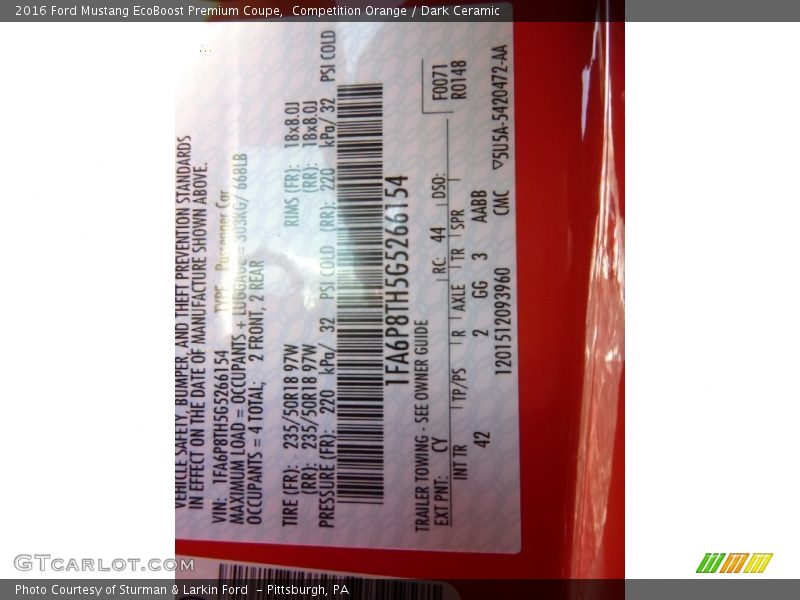 2016 Ford Mustang EcoBoost Premium Coupe,  Competition Orange / Dark Ceramic
VEHICLE SAFETY, BUMPER, AND THEFT PREVENTION STANDARDS
IN EFFECT ON THE DATE OF MANUFACTURE SHOWN ABOVE.
VIN: 1FA6P8TH5G5266154 TYPE: Passenger Car
MAXIMUM LOAD = OCCUPANTS + LUGGAGE = 303KG/ 668LB
OCCUPANTS = 4 TOTAL; 2 FRONT, 2 REAR
TIRE (FR): 235/50R18 97W RIMS (FR): 18x8.0J
(RR): 235/50R18 97W (RR): 18x8.0J
PRESSURE (FR): 220 kPa/ 32 PSI COLD (RR): 220 kPa/ 32 PSI COLD
1FA6P8TH5G5266154
TRAILER TOWING - SEE OWNER GUIDE
F0071
EXT PNT: CY RC: 44 DSO: R0148
INT TR TP/PS R AXLE TR SPR
42 2 GG 3 AABB
1201512093960 CMC ▽5U5A-5420472-AA
GTcarlot.com
Photo Courtesy of Sturman & Larkin Ford  – Pittsburgh, PA